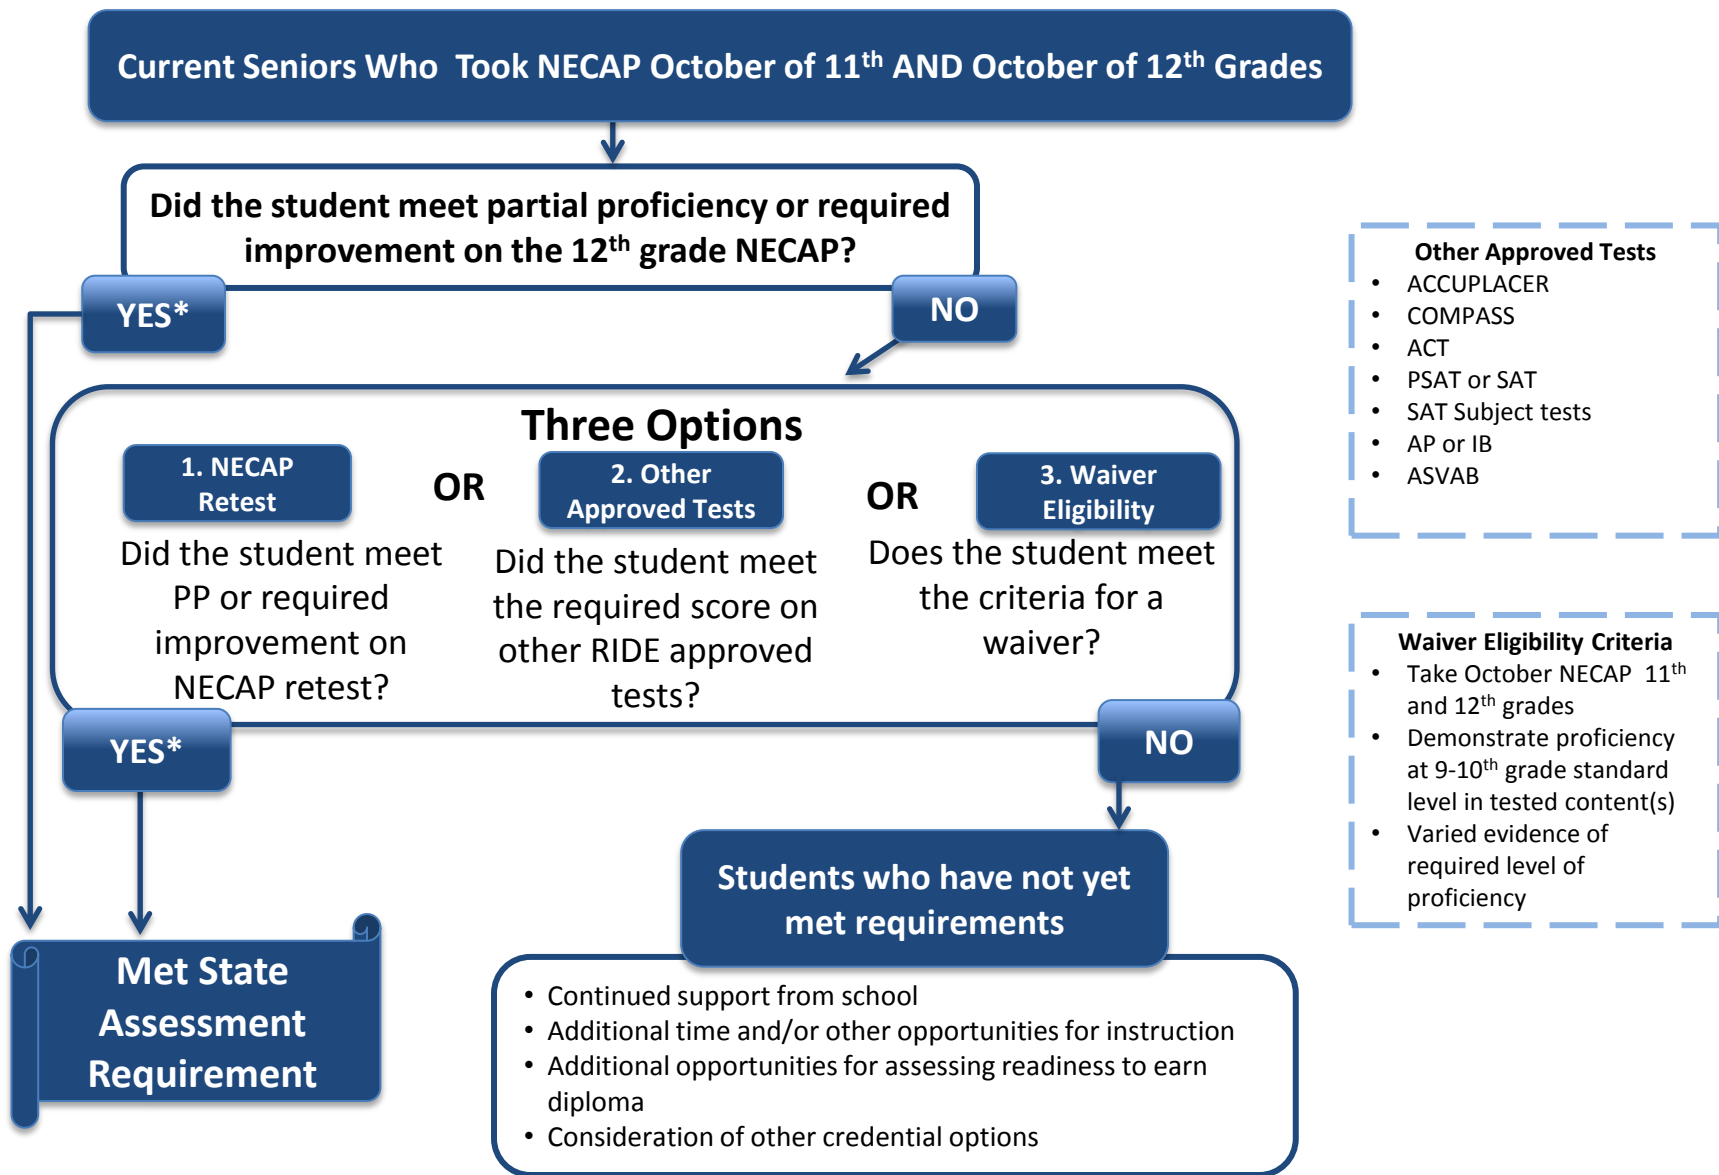 Current Seniors Who  Took NECAP October of 11th AND October of 12th Grades
Did the student meet partial proficiency or required
improvement on the 12th grade NECAP?
YES*
NO
Three Options
1. NECAP
Retest
OR
2. Other
Approved Tests
OR
3. Waiver
Eligibility
Did the student meet
PP or required
improvement on
NECAP retest?
Did the student meet
the required score on
other RIDE approved
tests?
Does the student meet
the criteria for a
waiver?
YES*
NO
Met State
Assessment
Requirement
Students who have not yet
met requirements
• Continued support from school
• Additional time and/or other opportunities for instruction
• Additional opportunities for assessing readiness to earn
diploma
• Consideration of other credential options
Other Approved Tests
• ACCUPLACER
• COMPASS
• ACT
• PSAT or SAT
• SAT Subject tests
• AP or IB
• ASVAB
Waiver Eligibility Criteria
• Take October NECAP  11th
and 12th grades
• Demonstrate proficiency
at 9-10th grade standard
level in tested content(s)
• Varied evidence of
required level of
proficiency